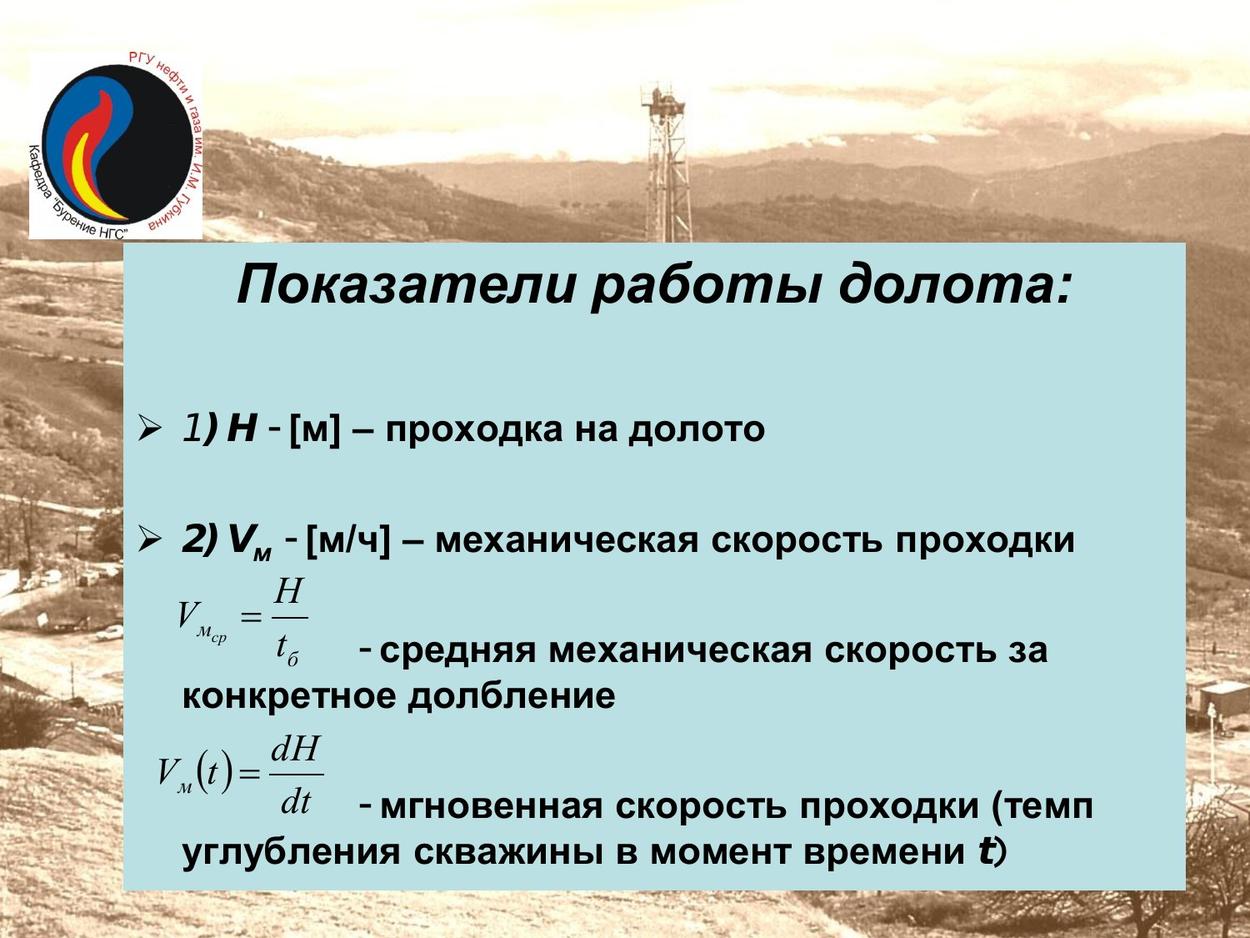 РГУ нефти и газа им. И.М. Губкина
Кафедра "Бурение НГС"
Показатели работы долота:
➢ 1) H - [м] – проходка на долото
➢ 2) Vм - [м/ч] – механическая скорость проходки
Vмср = H / tб - средняя механическая скорость за
конкретное долбление
Vм(t) = dH / dt - мгновенная скорость проходки (темп
углубления скважины в момент времени t)